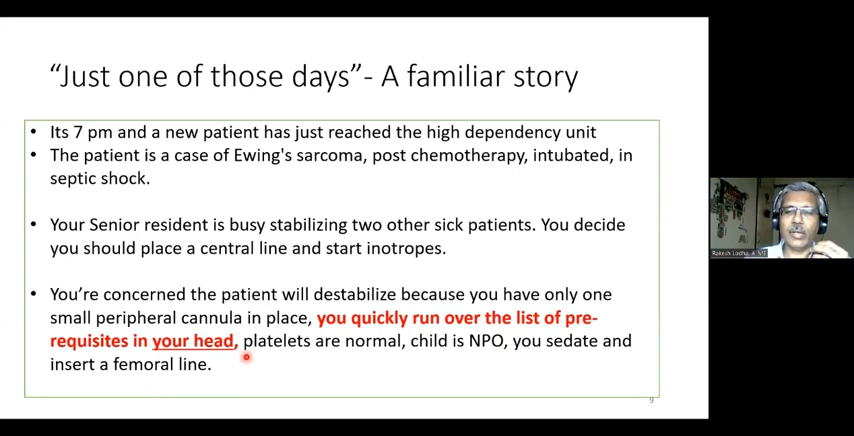 “Just one of those days”- A familiar story
• Its 7 pm and a new patient has just reached the high dependency unit
• The patient is a case of Ewing's sarcoma, post chemotherapy, intubated, in
septic shock.
• Your Senior resident is busy stabilizing two other sick patients. You decide
you should place a central line and start inotropes.
• You’re concerned the patient will destabilize because you have only one
small peripheral cannula in place, you quickly run over the list of pre-
requisites in your head, platelets are normal, child is NPO, you sedate and
insert a femoral line.
9
Rakesh Lodha, A